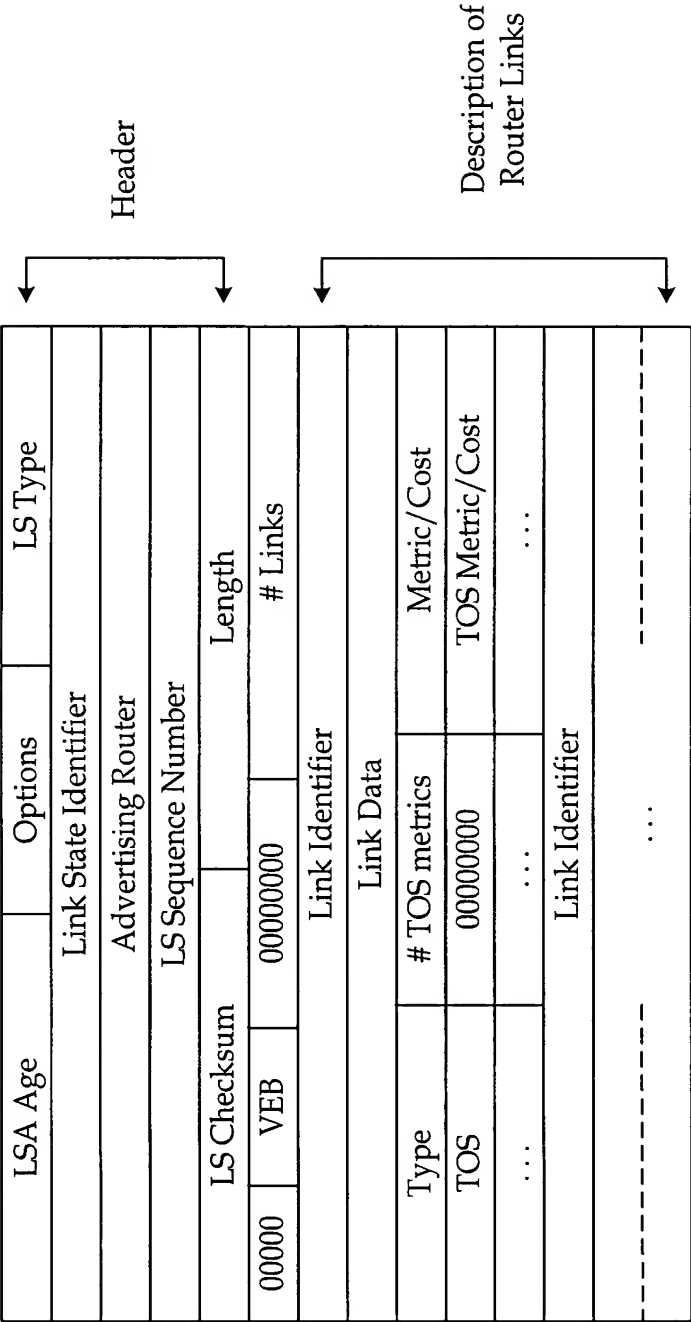 LSA Age Options LS Type
Link State Identifier
Advertising Router
LS Sequence Number
LS Checksum Length
00000 VEB 00000000 # Links
Link Identifier
Link Data
Type # TOS metrics Metric/Cost
TOS 00000000 TOS Metric/Cost
... ... ...
Link Identifier
...
Header
Description of
Router Links